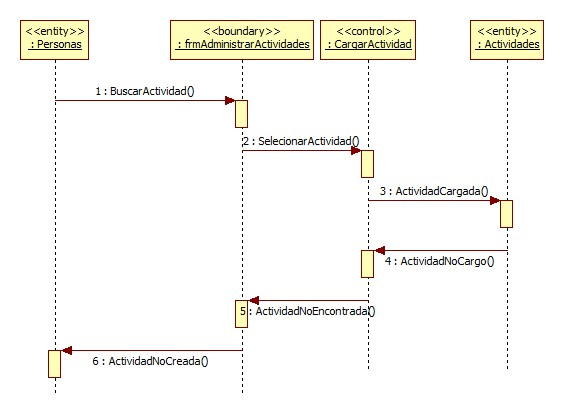 <<entity>>
: Personas
<<boundary>>
: frmAdministrarActividades
<<control>>
: CargarActividad
<<entity>>
: Actividades
1 : BuscarActividad()
2 : SelecionarActividad()
3 : ActividadCargada()
4 : ActividadNoCargo()
5 : ActividadNoEncontrada()
6 : ActividadNoCreada()